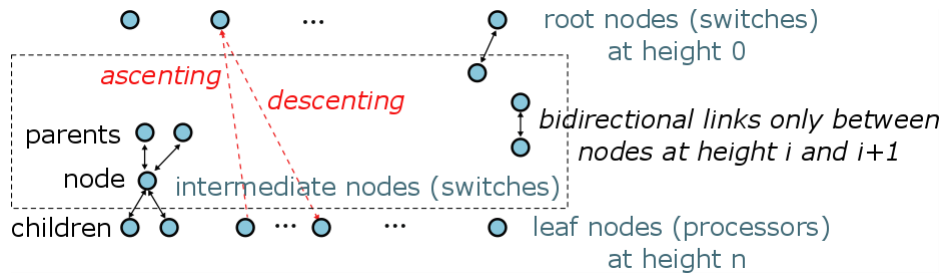 ... root nodes (switches)
at height 0
ascenting
descenting
parents
bidirectional links only between
nodes at height i and i+1
node
intermediate nodes (switches)
children
... ... leaf nodes (processors)
at height n